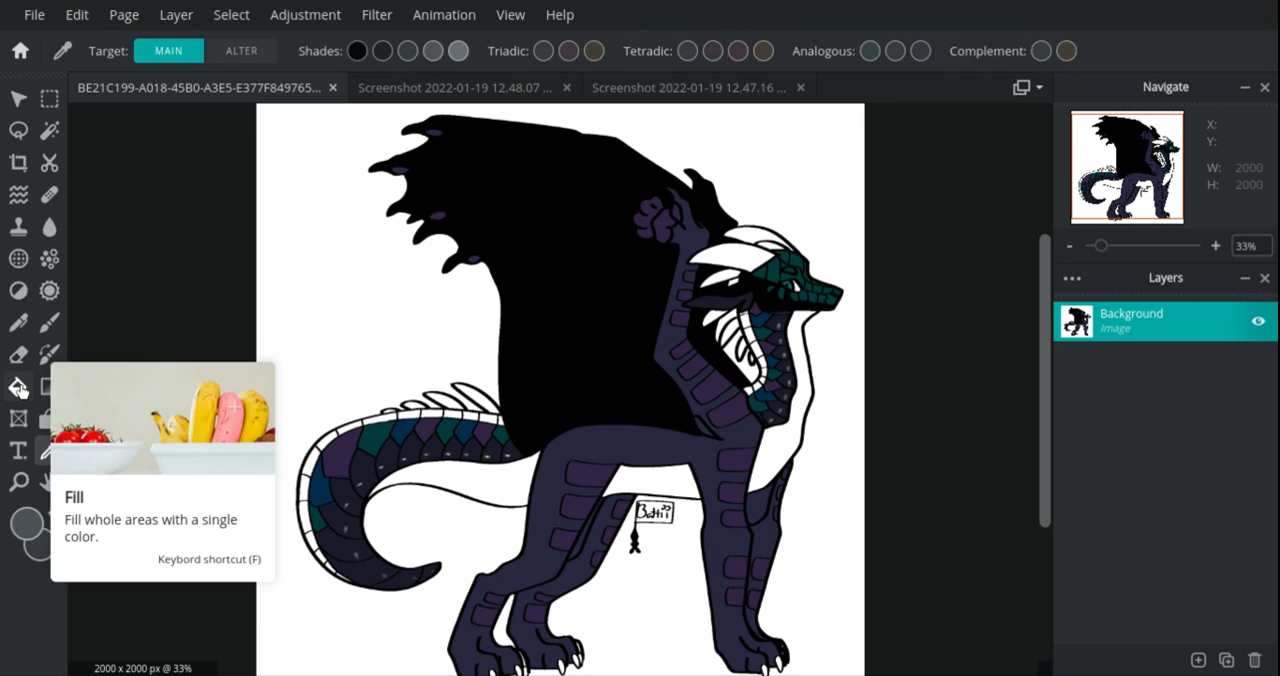 File Edit Page Layer Select Adjustment Filter Animation View Help
Target: MAIN ALTER Shades: Triadic: Tetradic: Analogous: Complement:
BE21C199-A018-45B0-A3E5-E377F849765... × Screenshot 2022-01-19 12.48.07 ... × Screenshot 2022-01-19 12.47.16 ... ×
Navigate
X:
Y:
W: 2000
H: 2000
- + 33%
Layers
Background
Image
Fill
Fill whole areas with a single
color.
Keybord shortcut (F)
2000 x 2000 px @ 33%